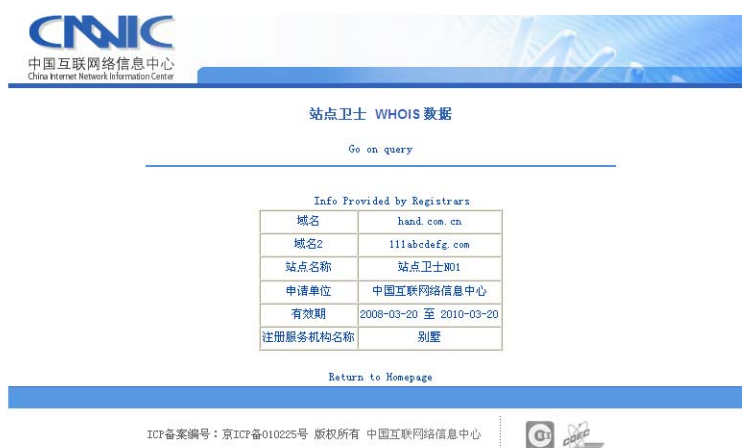 CNNIC
中国互联网络信息中心
China Internet Network Information Center
站点卫士 WHOIS 数据
Go on query
Info Provided by Registrars
域名 hand.com.cn
域名2 111abcdefg.com
站点名称 站点卫士NO1
申请单位 中国互联网络信息中心
有效期 2008-03-20 至 2010-03-20
注册服务机构名称 别墅
Return to Homepage
ICP备案编号：京ICP备010225号 版权所有 中国互联网络信息中心